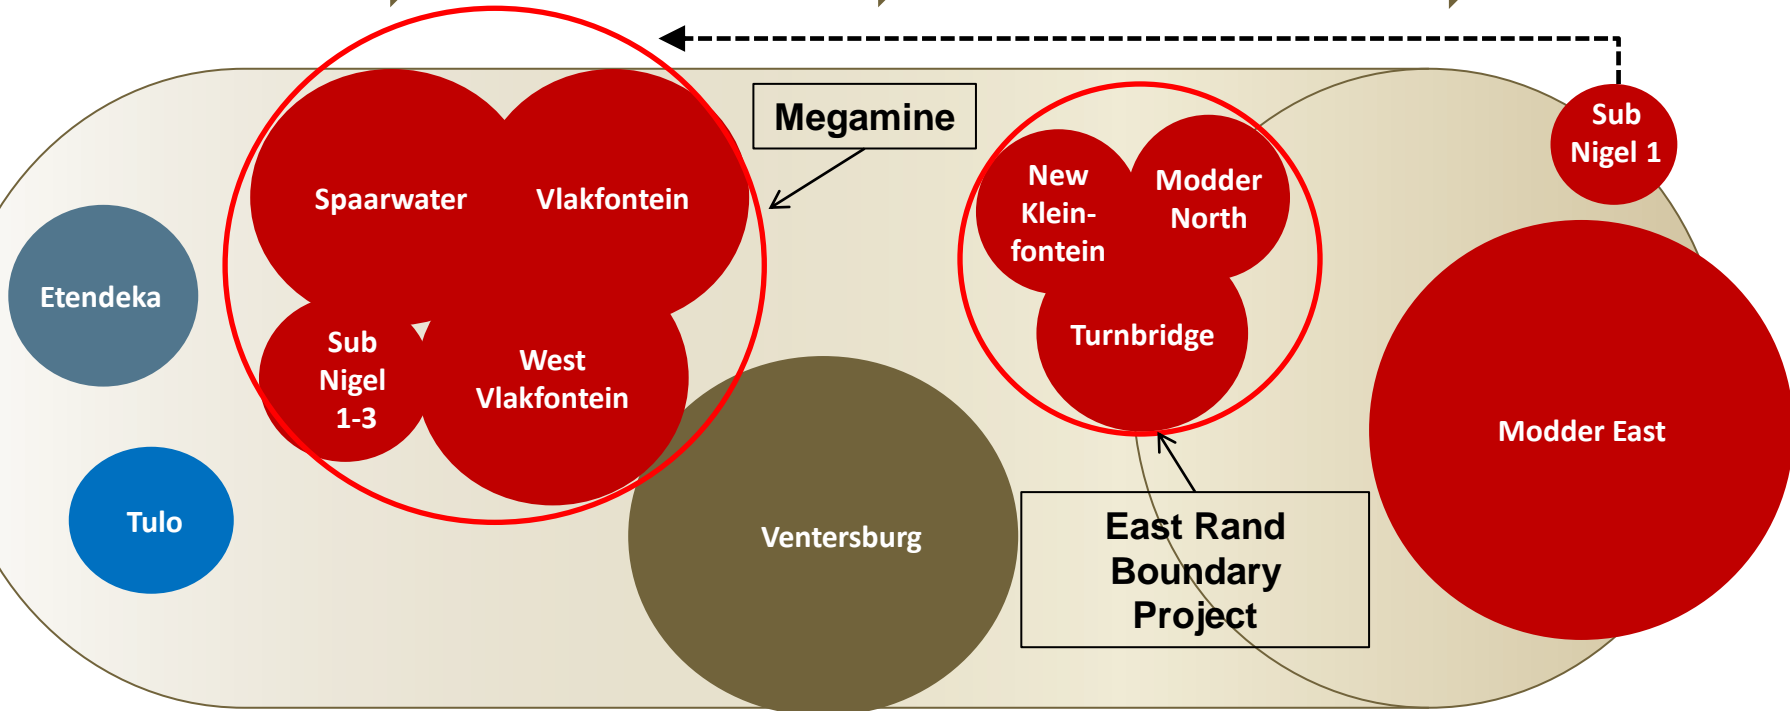 Megamine
Sub
Nigel 1
Spaarwater
Vlakfontein
New
Klein-
fontein
Modder
North
Etendeka
Turnbridge
Sub
Nigel
1-3
West
Vlakfontein
Modder East
Tulo
Ventersburg
East Rand
Boundary
Project